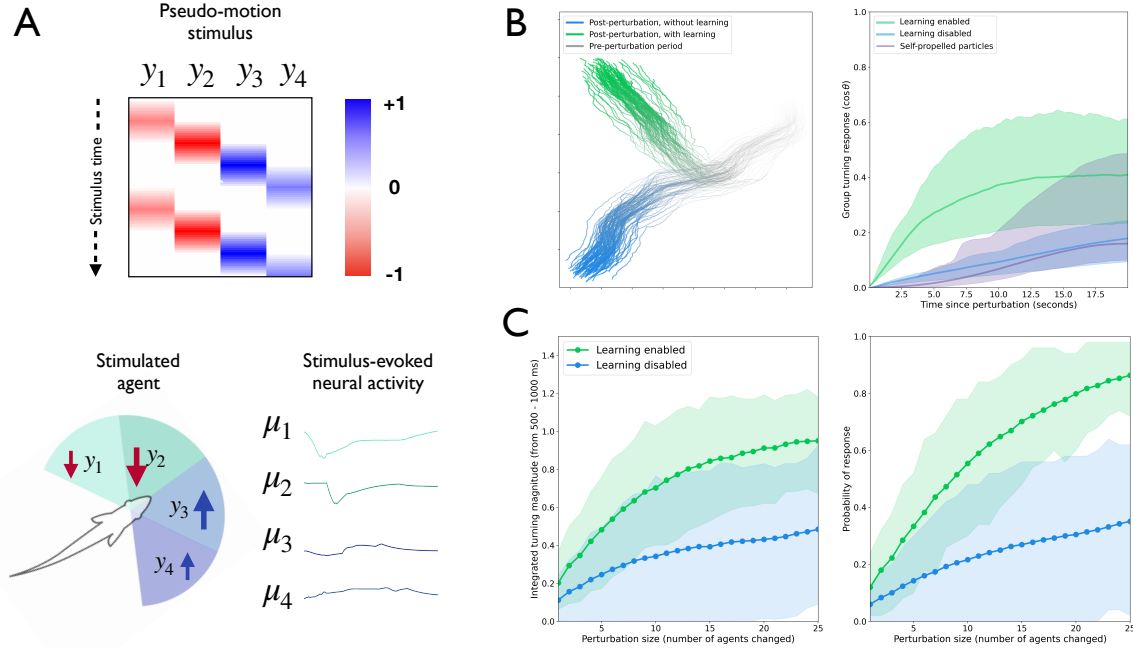 A
Pseudo-motion
stimulus
y1 y2 y3 y4
Stimulus time
+1
0
-1
Stimulated
agent
y1
y2
y3
y4
Stimulus-evoked
neural activity
μ1
μ2
μ3
μ4
B
Post-perturbation, without learning
Post-perturbation, with learning
Pre-perturbation period
Group turning response (cos θ)
1.0
0.8
0.6
0.4
0.2
0.0
Learning enabled
Learning disabled
Self-propelled particles
2.5 5.0 7.5 10.0 12.5 15.0 17.5
Time since perturbation (seconds)
C
Integrated turning magnitude (from 500 - 1000 ms)
1.4
1.2
1.0
0.8
0.6
0.4
0.2
0.0
Learning enabled
Learning disabled
5 10 15 20 25
Perturbation size (number of agents changed)
Probability of response
1.0
0.8
0.6
0.4
0.2
0.0
5 10 15 20 25
Perturbation size (number of agents changed)